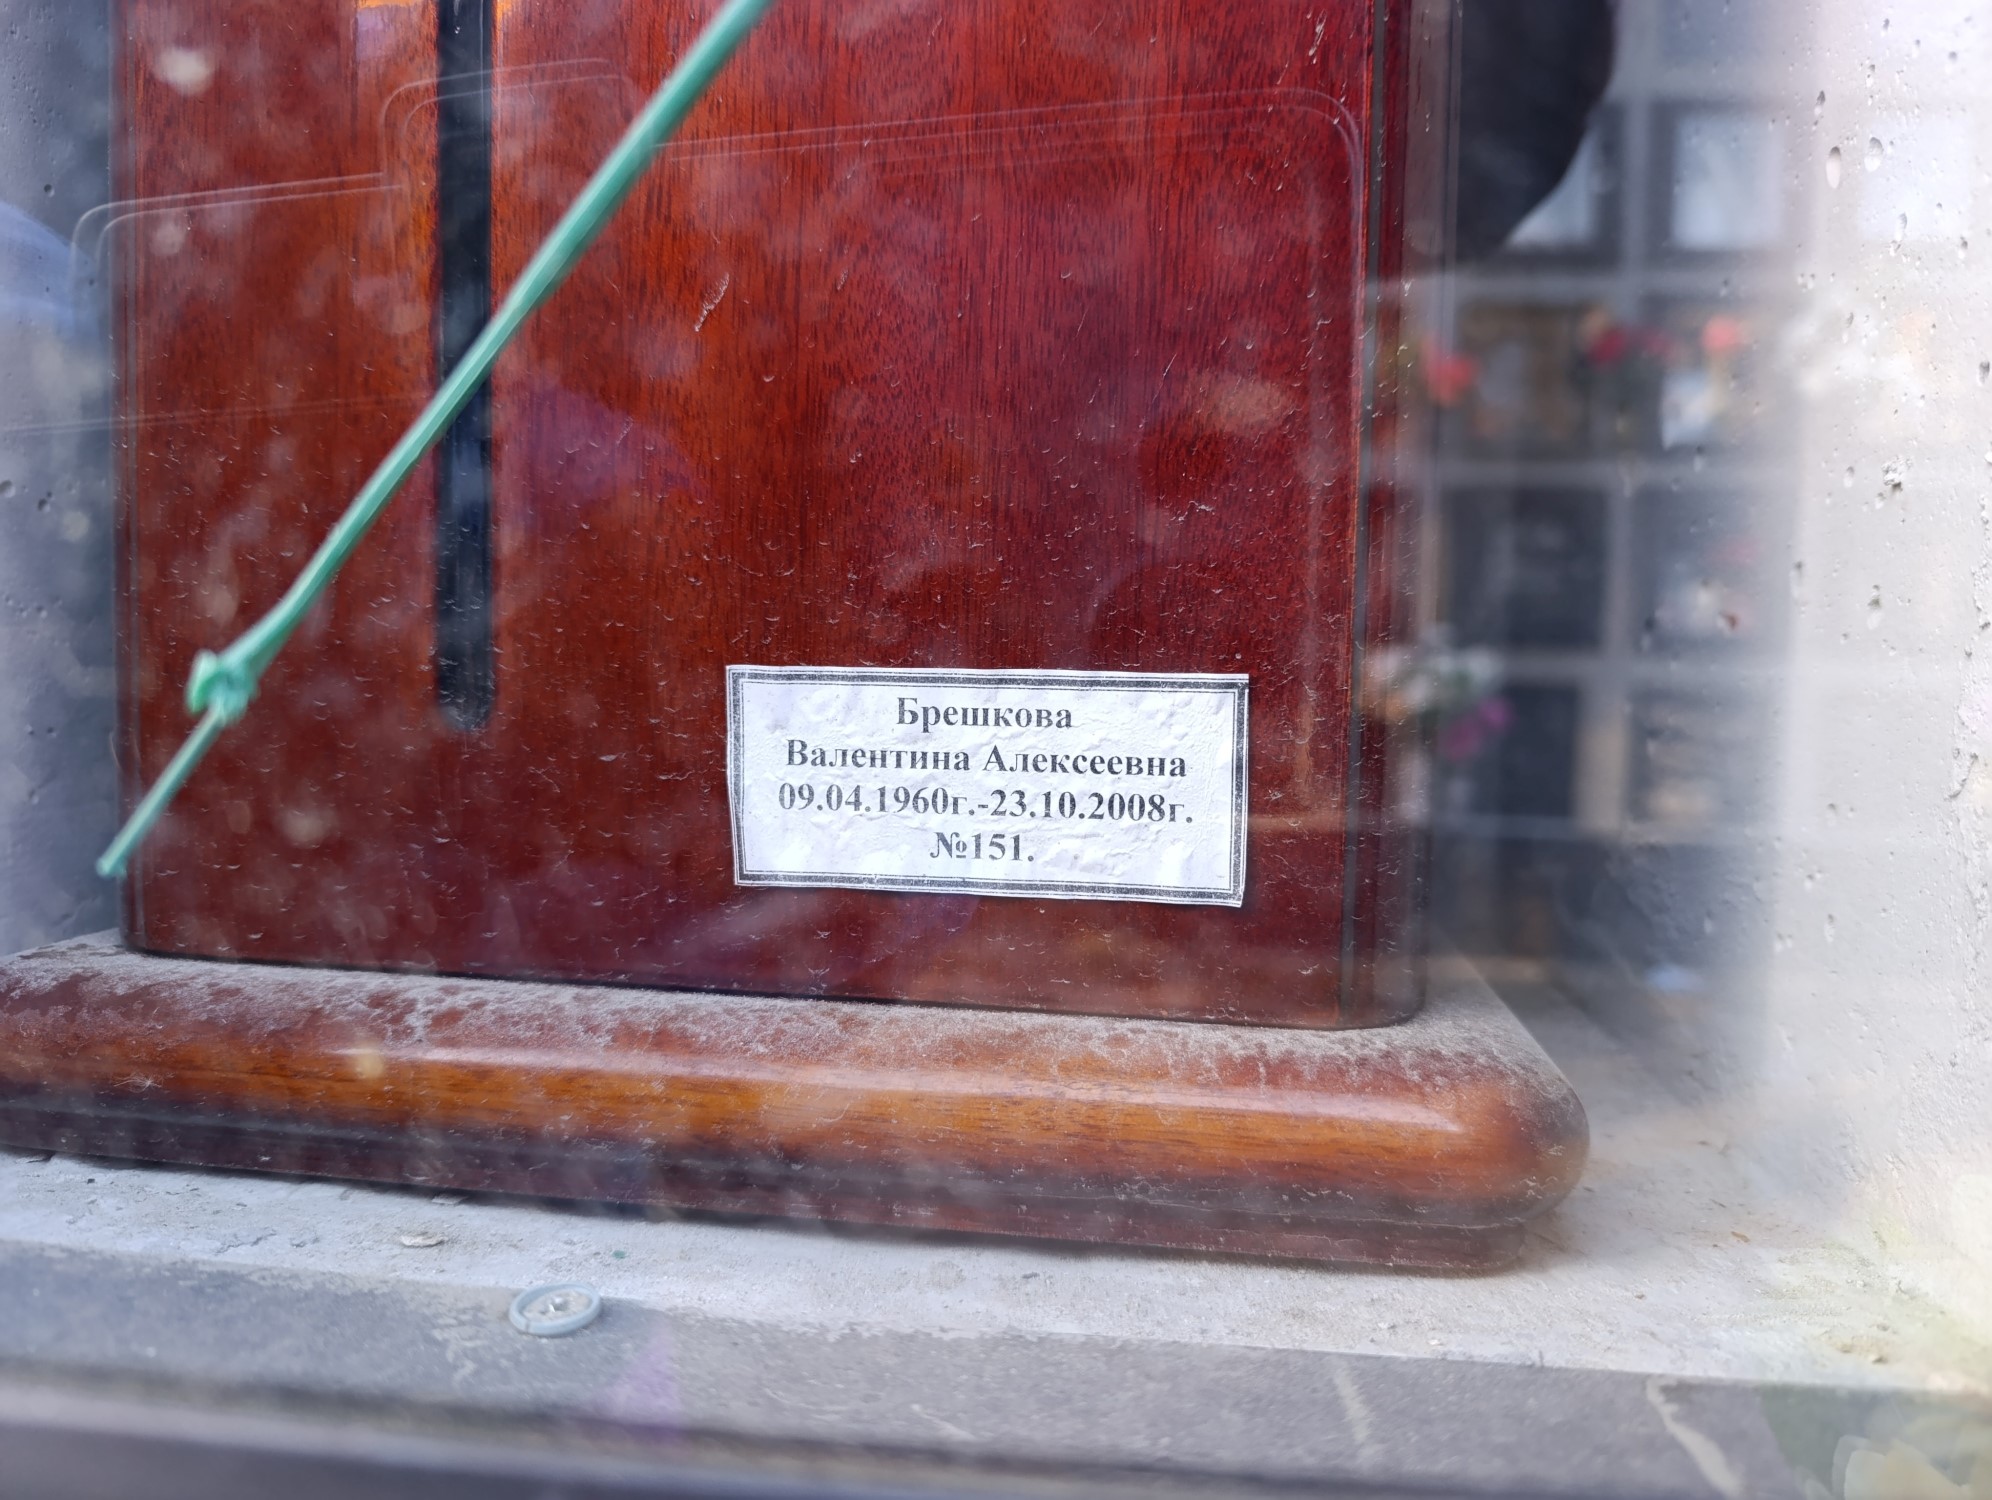 Брешкова
Валентина Алексеевна
09.04.1960г.-23.10.2008г.
№151.